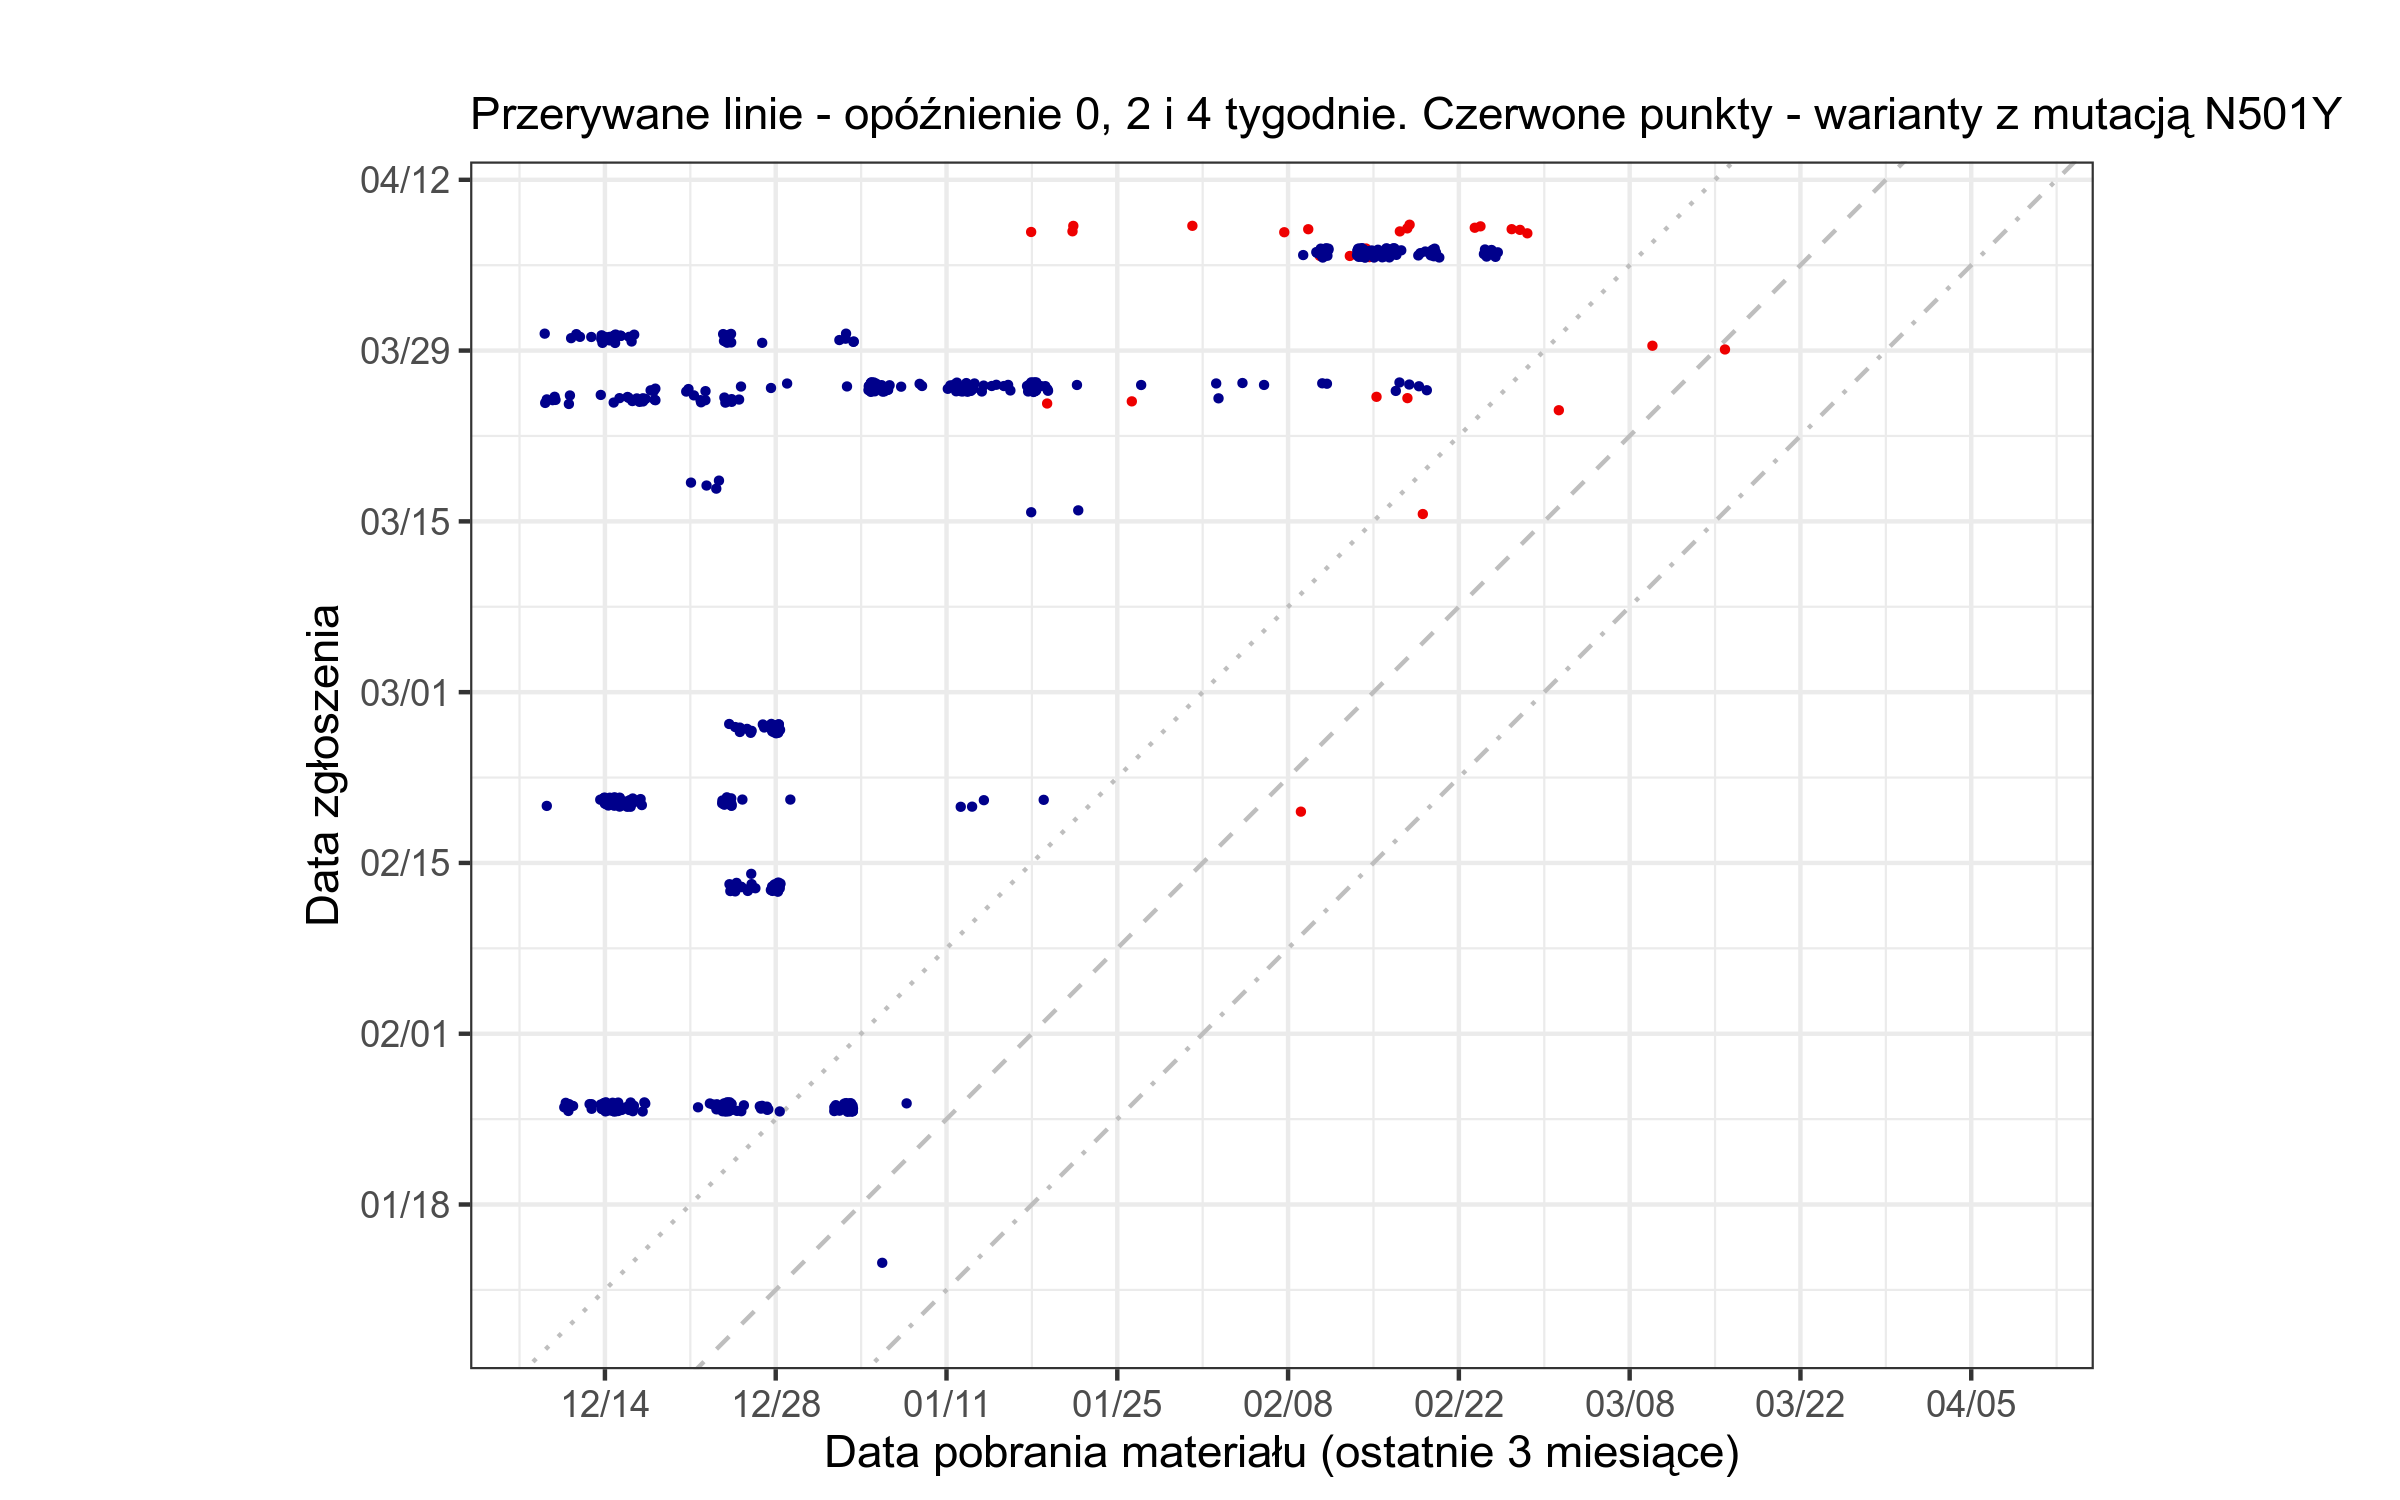 Przerywane linie - opóźnienie 0, 2 i 4 tygodnie. Czerwone punkty - warianty z mutacją N501Y
04/12
03/29
03/15
03/01
02/15
02/01
01/18
Data zgłoszenia
12/14 12/28 01/11 01/25 02/08 02/22 03/08 03/22 04/05
Data pobrania materiału (ostatnie 3 miesiące)